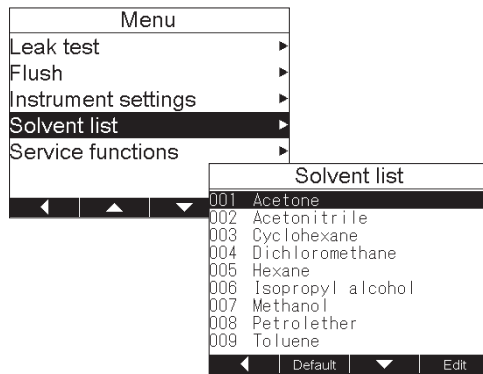 Menu
Leak test
Flush
Instrument settings
Solvent list
Service functions
Solvent list
001 Acetone
002 Acetonitrile
003 Cyclohexane
004 Dichloromethane
005 Hexane
006 Isopropyl alcohol
007 Methanol
008 Petrolether
009 Toluene
Default Edit